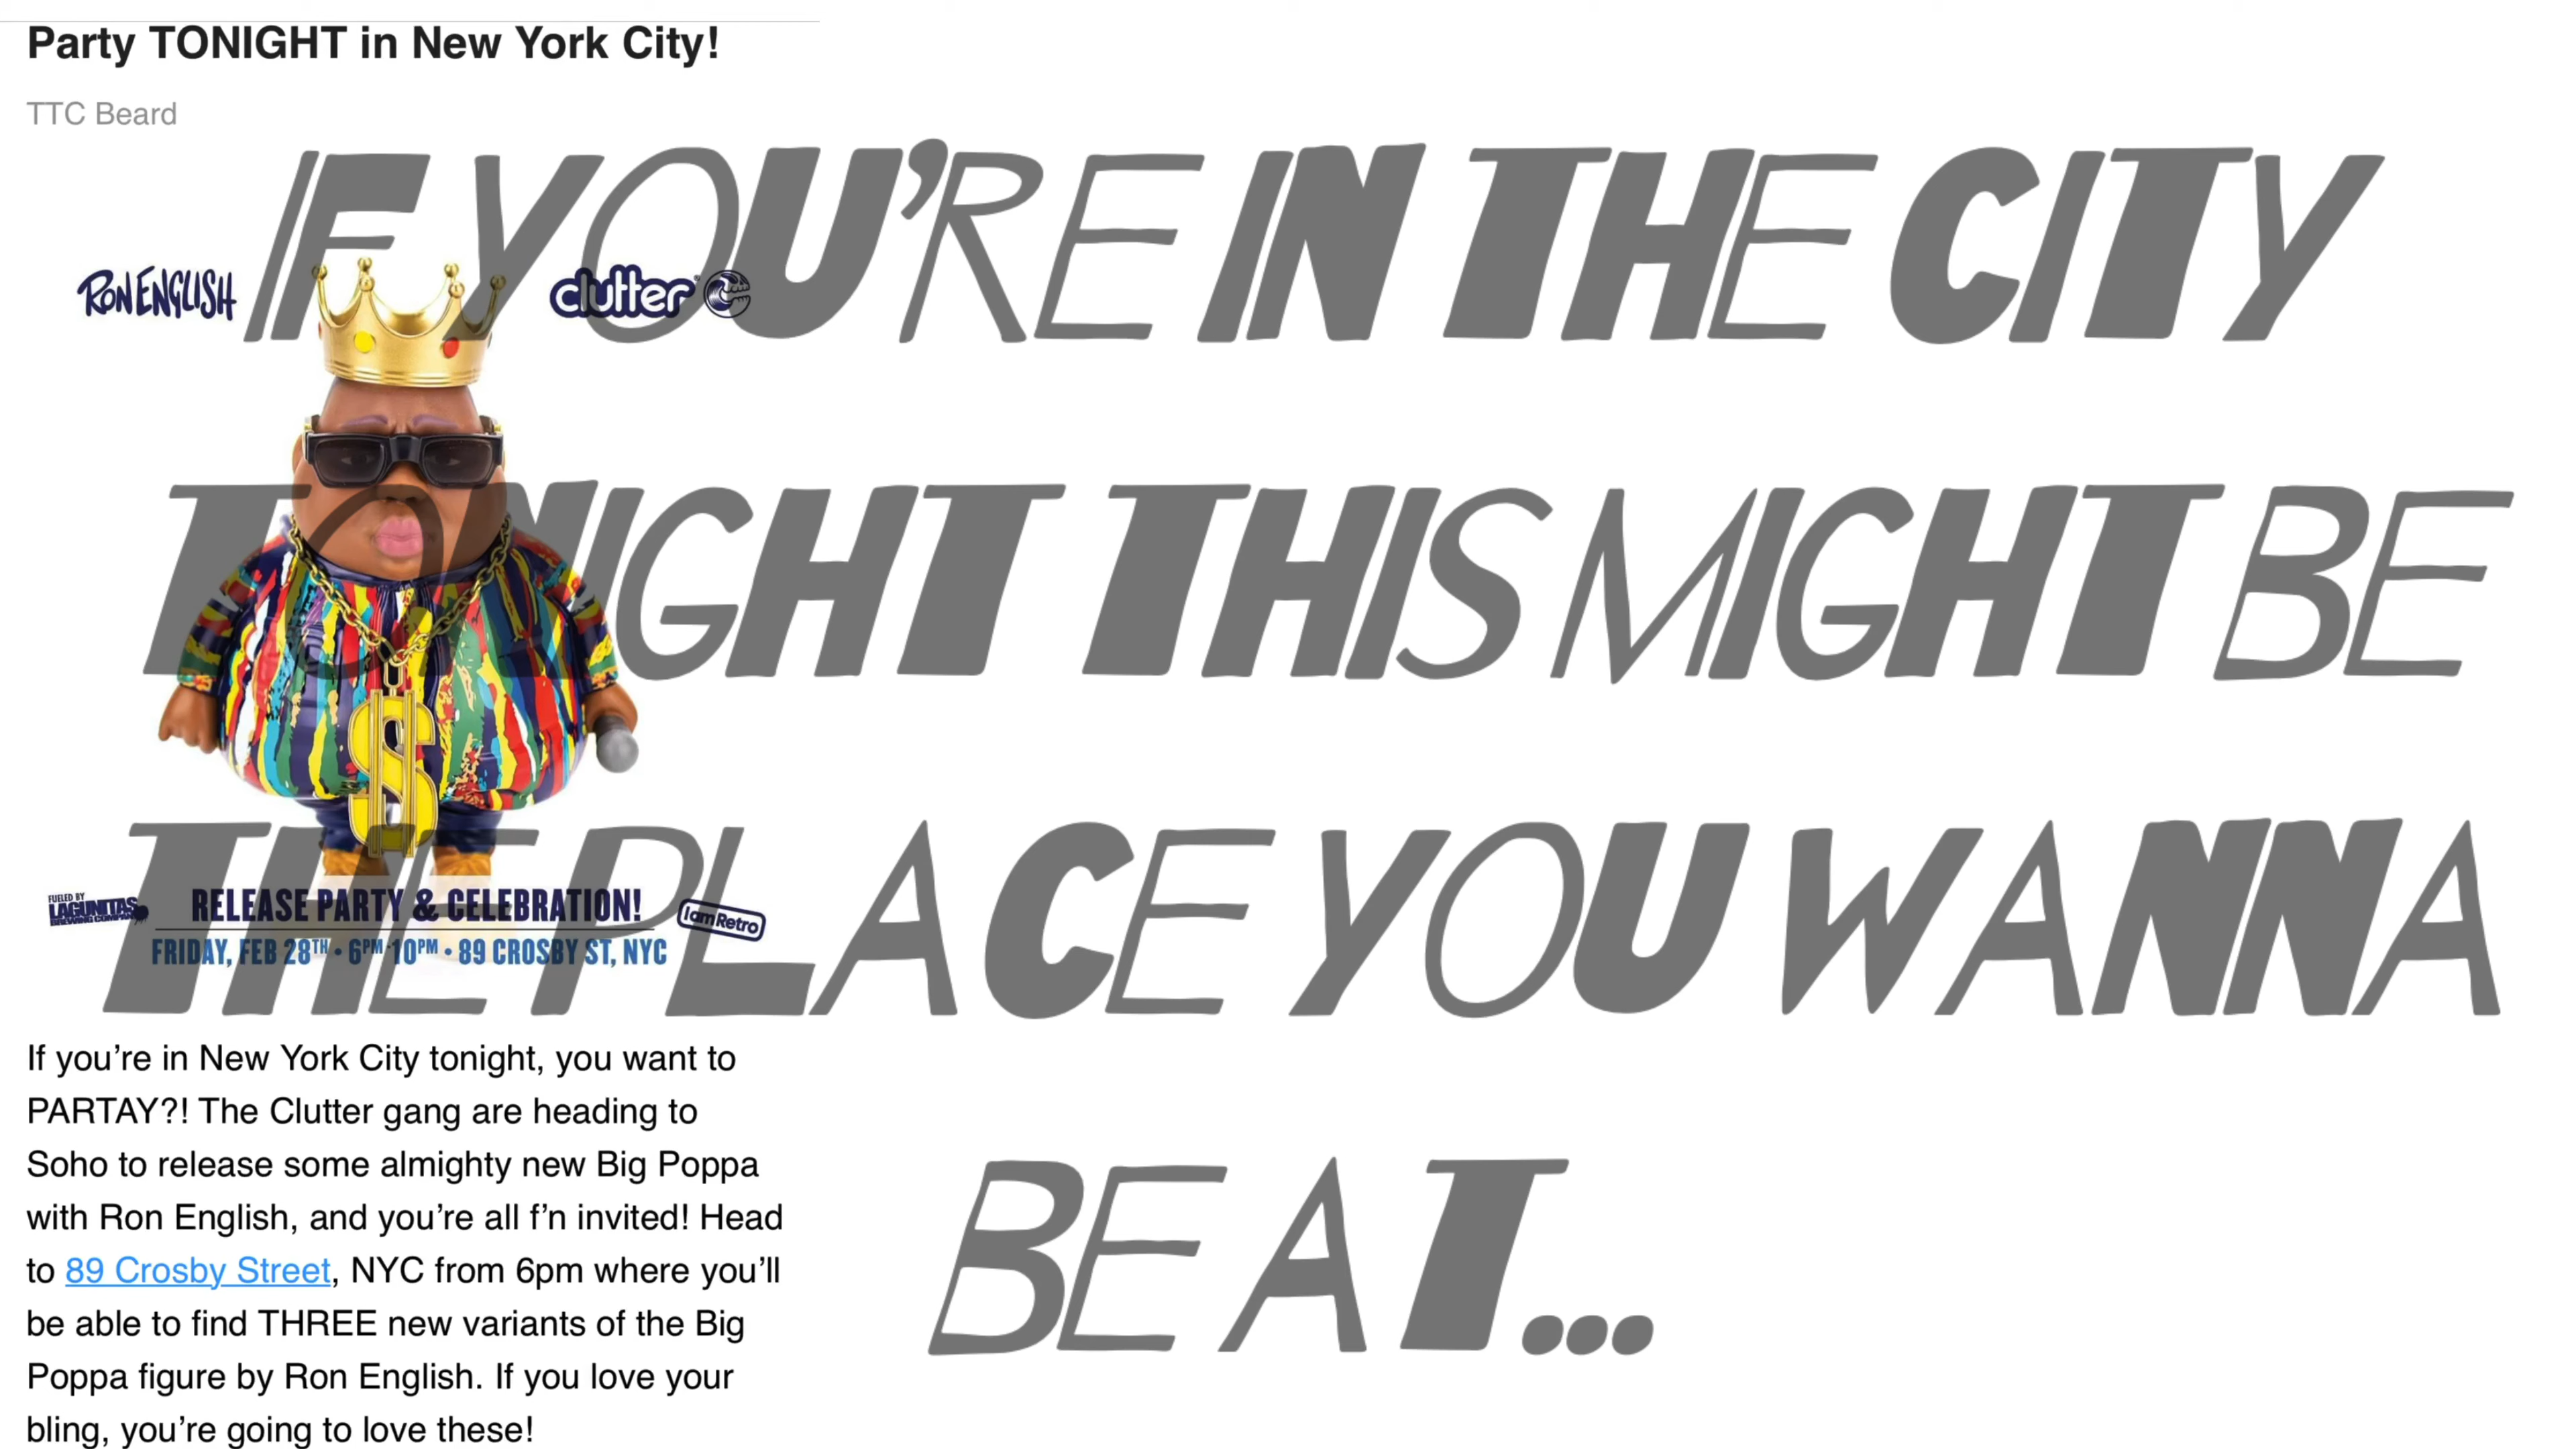 Party TONIGHT in New York City!
TTC Beard
IF YOU'RE IN THE CITY
TONIGHT THIS MIGHT BE
THE PLACE YOU WANNA
BE AT...
RON ENGLISH
clutter
FUELED BY
LAGUNITAS
BREWING COMPANY
RELEASE PARTY & CELEBRATION!
IamRetro
FRIDAY, FEB 28TH • 6PM-10PM • 89 CROSBY ST, NYC
If you’re in New York City tonight, you want to
PARTAY?! The Clutter gang are heading to
Soho to release some almighty new Big Poppa
with Ron English, and you’re all f’n invited! Head
to 89 Crosby Street, NYC from 6pm where you’ll
be able to find THREE new variants of the Big
Poppa figure by Ron English. If you love your
bling, you’re going to love these!